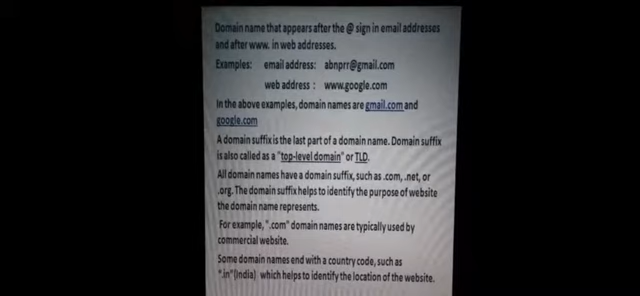 Domain name that appears after the @ sign in email addresses
and after www. in web addresses.
Examples: email address: abnprr@gmail.com
web address : www.google.com
In the above examples, domain names are gmail.com and
google.com
A domain suffix is the last part of a domain name. Domain suffix
is also called as a "top-level domain" or TLD.
All domain names have a domain suffix, such as .com, .net, or
.org. The domain suffix helps to identify the purpose of website
the domain name represents.
For example, ".com" domain names are typically used by
commercial website.
Some domain names end with a country code, such as
".in"(India) which helps to identify the location of the website.